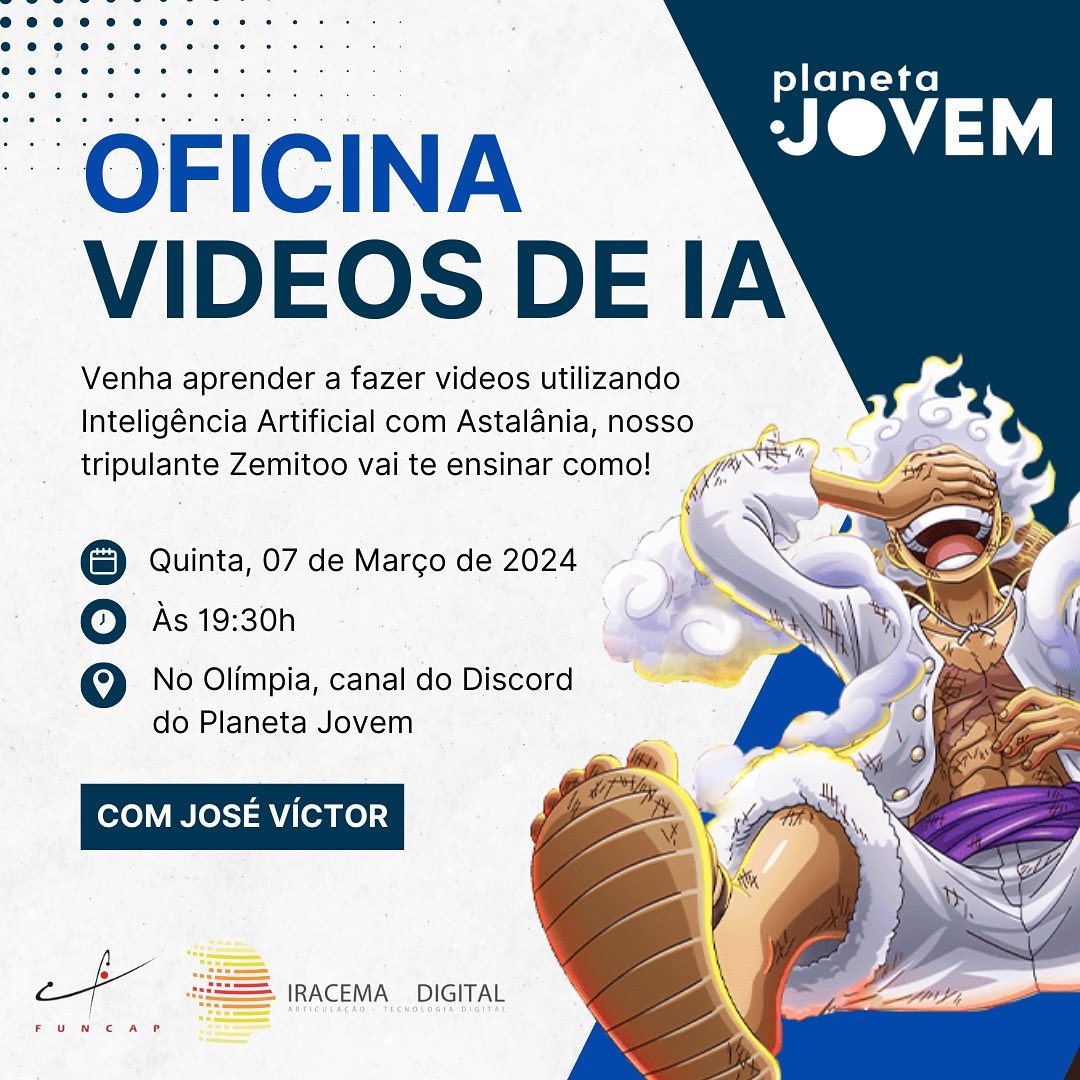 planeta
JOVEM
OFICINA
VIDEOS DE IA
Venha aprender a fazer videos utilizando
Inteligência Artificial com Astalânia, nosso
tripulante Zemitoo vai te ensinar como!
Quinta, 07 de Março de 2024
Às 19:30h
No Olímpia, canal do Discord
do Planeta Jovem
COM JOSÉ VÍCTOR
FUNCAP
IRACEMA DIGITAL
ARTICULAÇÃO - TECNOLOGIA DIGITAL